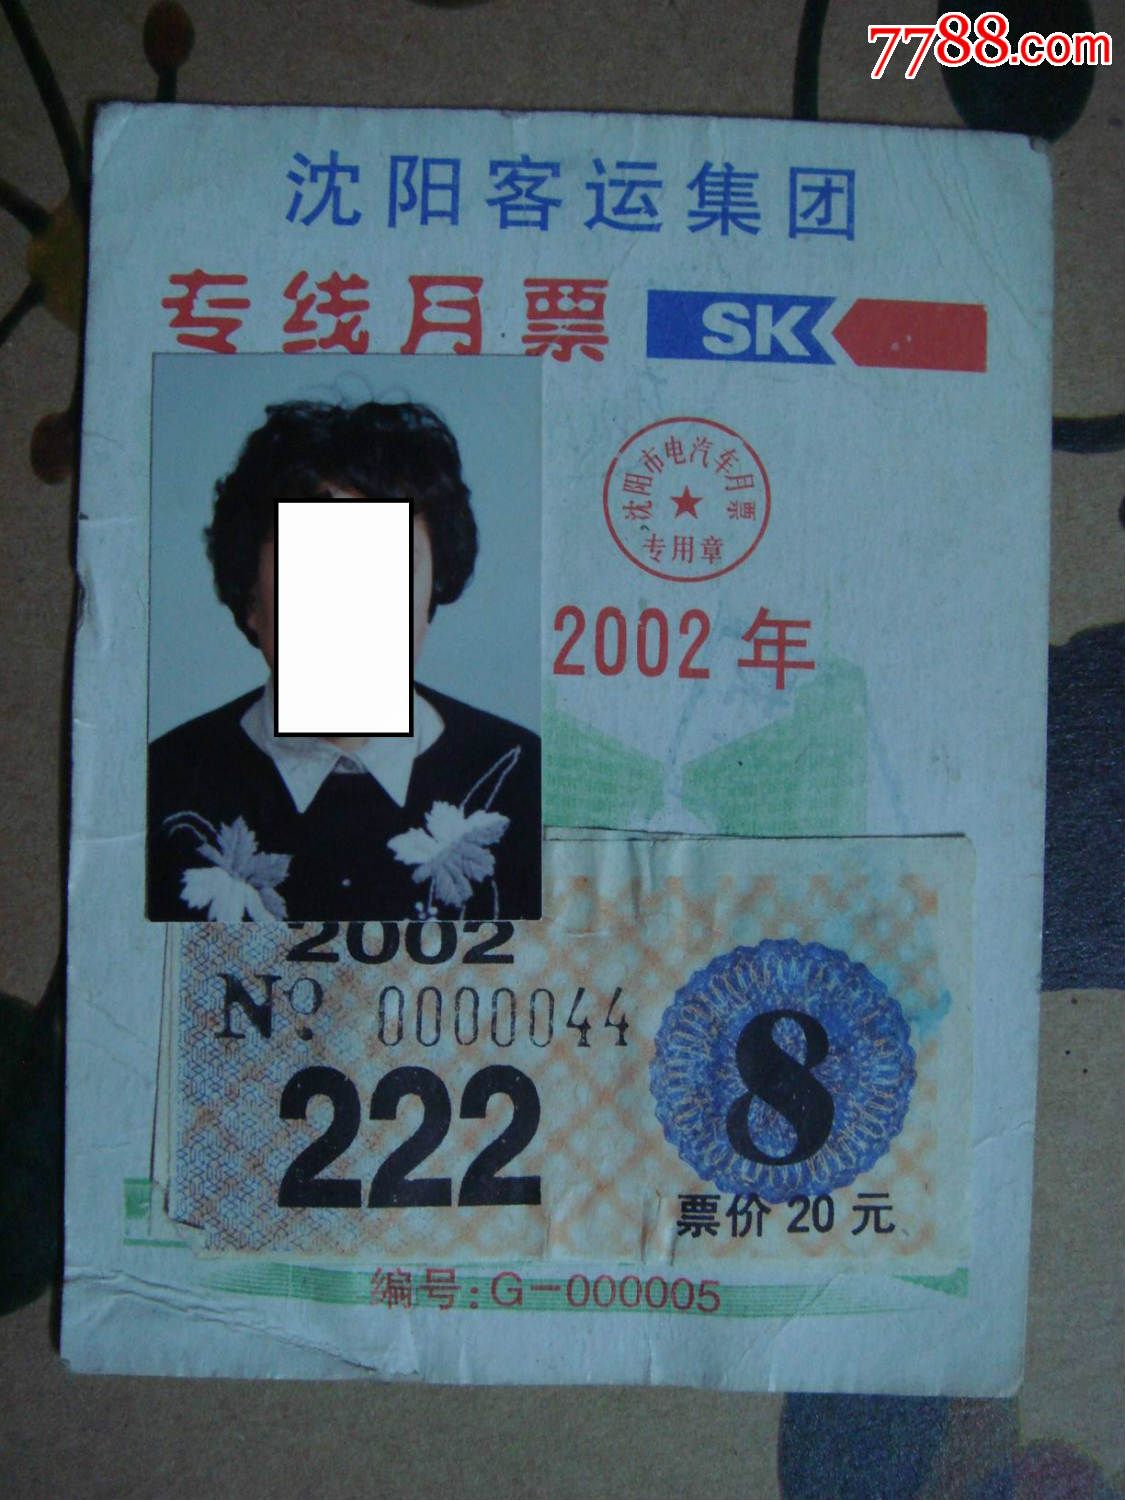 7788.com
沈阳客运集团
专线月票
SK
沈阳市电汽车月票
专用章
2002年
2002
№ 0000044
222
8
票价20元
编号:G-000005